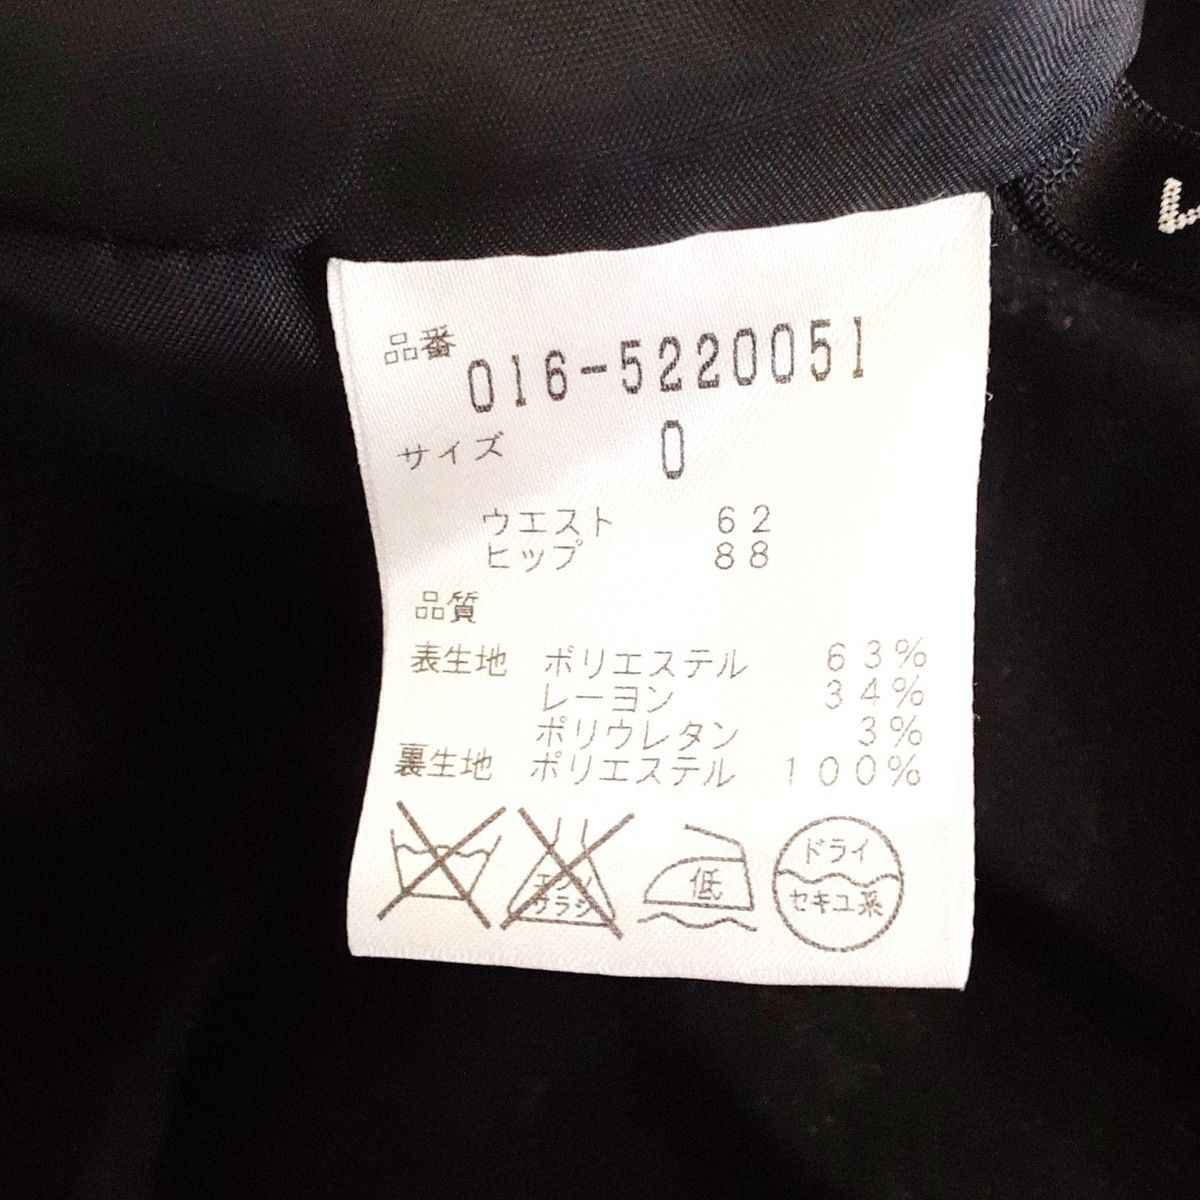 品番 016-5220051
サイズ 0
ウエスト 62
ヒップ 88
品質
表生地 ポリエステル 63%
レーヨン 34%
ポリウレタン 3%
裏生地 ポリエステル 100%
エンソ
サラシ
低
ドライ
セキユ系